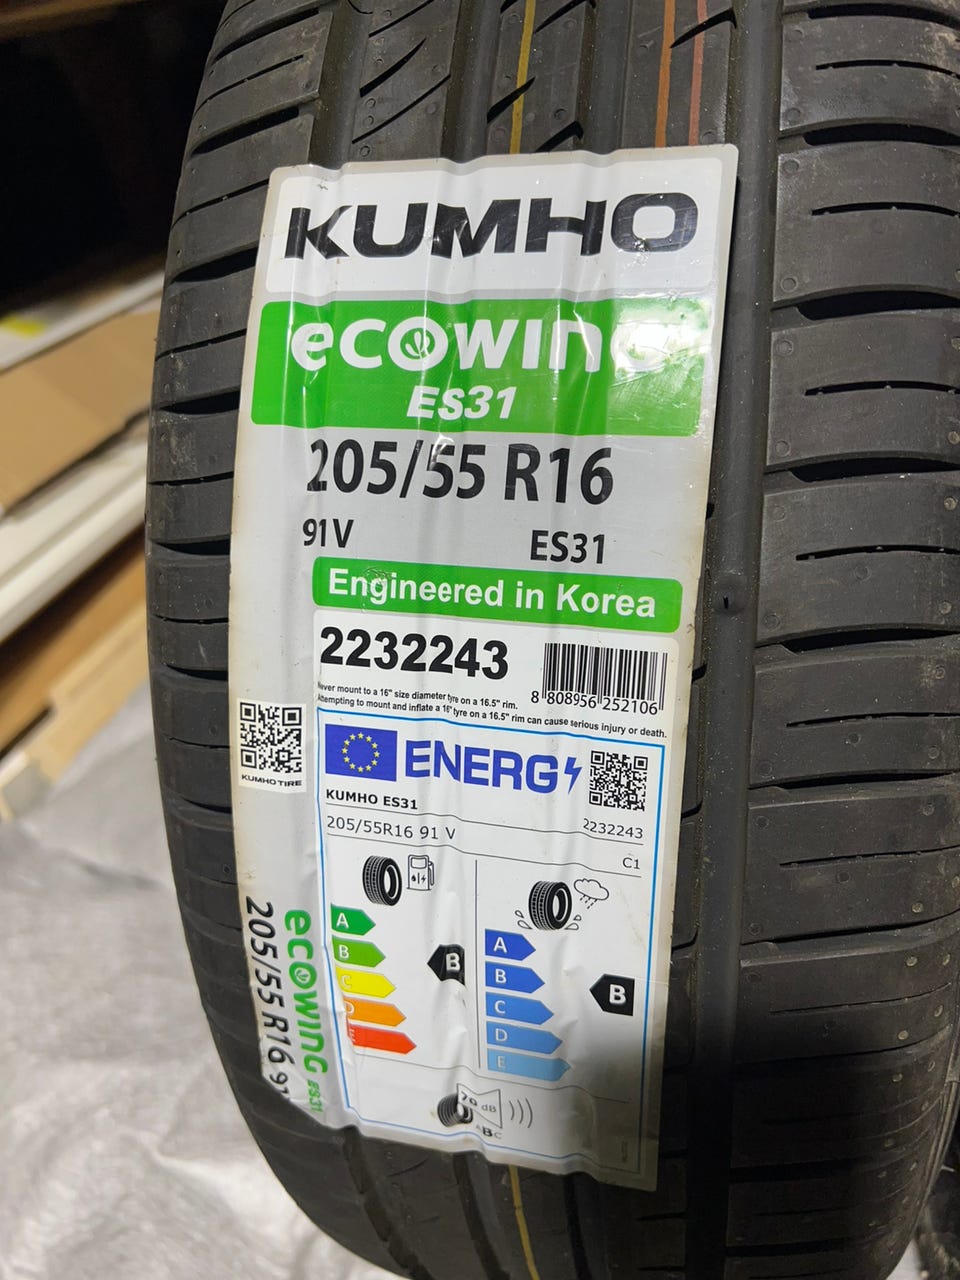 KUMHO
ecowing
ES31
205/55 R16
91V ES31
Engineered in Korea
2232243
8 808956 252106
Never mount to a 16" size diameter tyre on a 16.5" rim.
Attempting to mount and inflate a 16" tyre on a 16.5" rim can cause serious injury or death.
KUMHO TIRE
ENERG
KUMHO ES31
2232243
205/55R16 91 V
C1
A
B
C
D
E
B
A
B
C
D
E
B
70 dB
ABC
ecowing ES31
205/55 R16 91